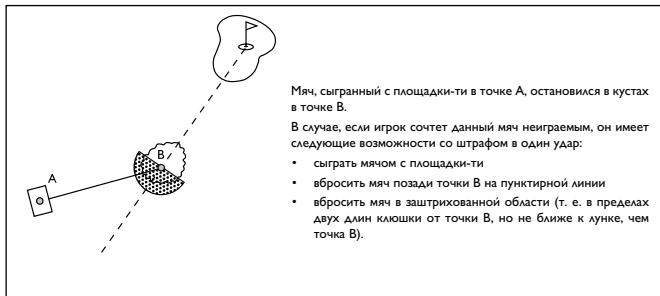 Мяч, сыгранный с площадки-ти в точке A, остановился в кустах
в точке B.
В случае, если игрок сочтет данный мяч неиграемым, он имеет
следующие возможности со штрафом в один удар:
• сыграть мячом с площадки-ти
• вбросить мяч позади точки B на пунктирной линии
• вбросить мяч в заштрихованной области (т. е. в пределах
двух длин клюшки от точки B, но не ближе к лунке, чем
точка B).
B
A